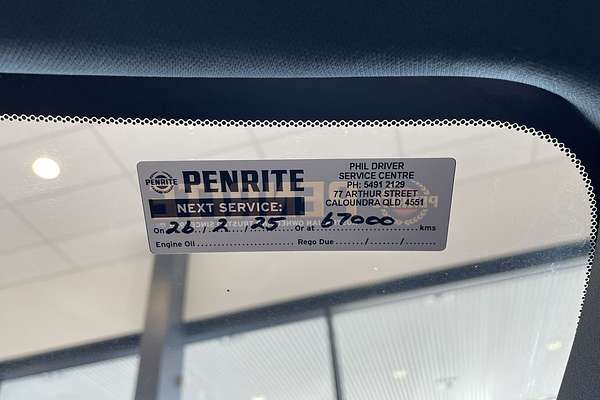 PENRITE
PENRITE
PHIL DRIVER
SERVICE CENTRE
PH: 5491 2129
77 ARTHUR STREET
CALOUNDRA QLD 4551
NEXT SERVICE:
On 26 / 2 / 25 Or at 67000 kms
Engine Oil Rego Due / /